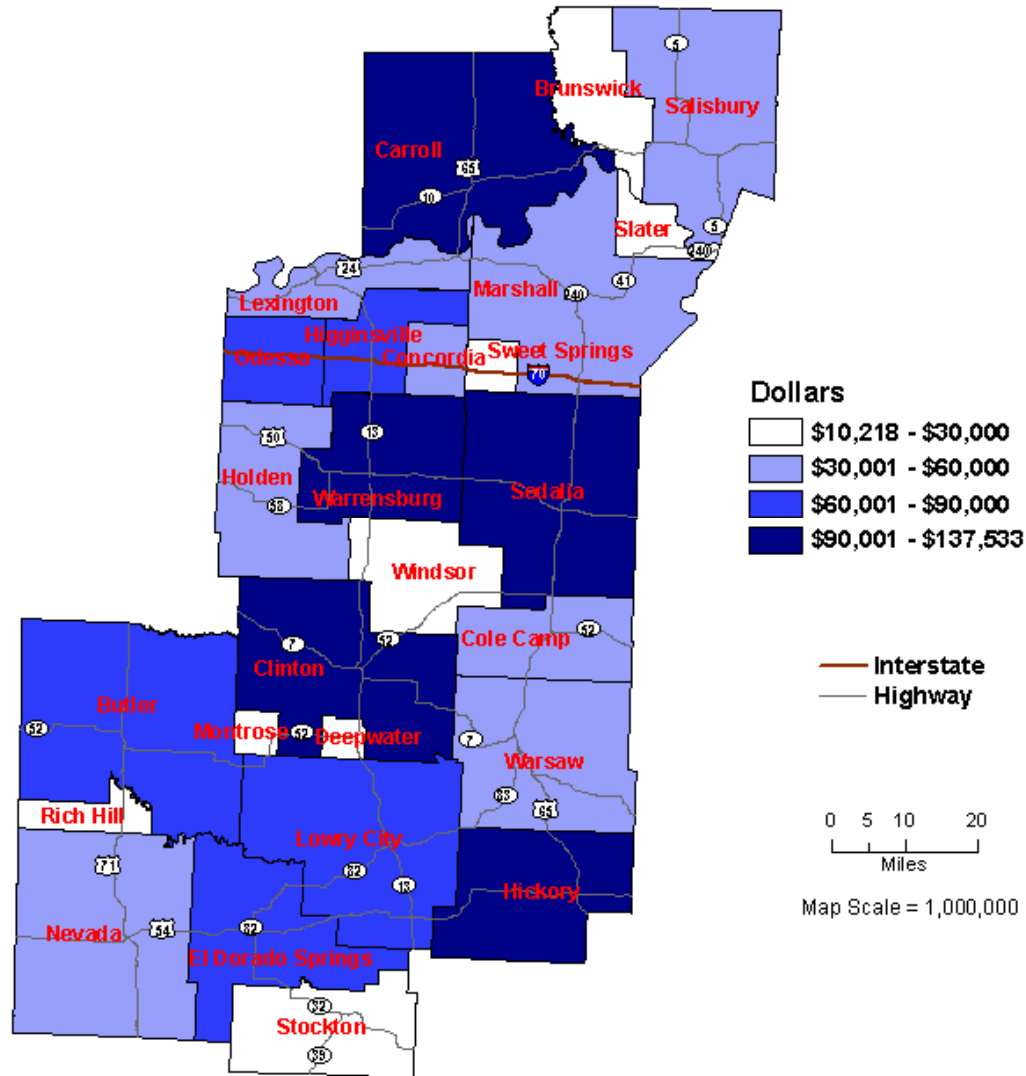 5
Brunswick
Salisbury
Carroll
65
10
5
Slater
240
24
41
Marshall
240
Lexington
Higginsville
Odessa
Concordia
Sweet Springs
70
Dollars
$10,218 - $30,000
$30,001 - $60,000
$60,001 - $90,000
$90,001 - $137,533
50
13
Holden
58
Warrensburg
Sedalia
Windsor
7
52
52
Cole Camp
Clinton
Interstate
Highway
Butler
52
Montrose
52
Deepwater
7
Warsaw
83
65
Rich Hill
0 5 10 20
Miles
Lowry City
71
82
13
Hickory
Map Scale = 1,000,000
Nevada
54
82
El Dorado Springs
32
Stockton
39